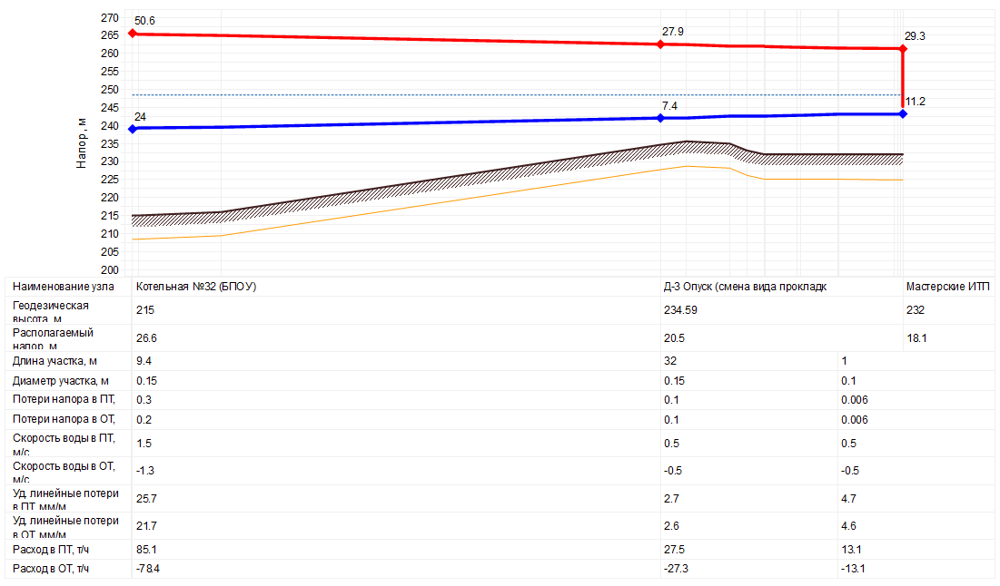 270
265
260
255
250
245
240
235
230
225
220
215
210
205
200
Напор, м
50.6
27.9
29.3
24
7.4
11.2
Наименование узла Котельная №32 (БПОУ) Д-3 Опуск (смена вида прокладк Мастерские ИТП
Геодезическая
высота, м 215 234.59 232
Располагаемый
напор, м 26.6 20.5 18.1
Длина участка, м 9.4 32 1
Диаметр участка, м 0.15 0.15 0.1
Потери напора в ПТ, 0.3 0.1 0.006
Потери напора в ОТ, 0.2 0.1 0.006
Скорость воды в ПТ,
м/с 1.5 0.5 0.5
Скорость воды в ОТ,
м/с -1.3 -0.5 -0.5
Уд. линейные потери
в ПТ, мм/м 25.7 2.7 4.7
Уд. линейные потери
в ОТ, мм/м 21.7 2.6 4.6
Расход в ПТ, т/ч 85.1 27.5 13.1
Расход в ОТ, т/ч -78.4 -27.3 -13.1